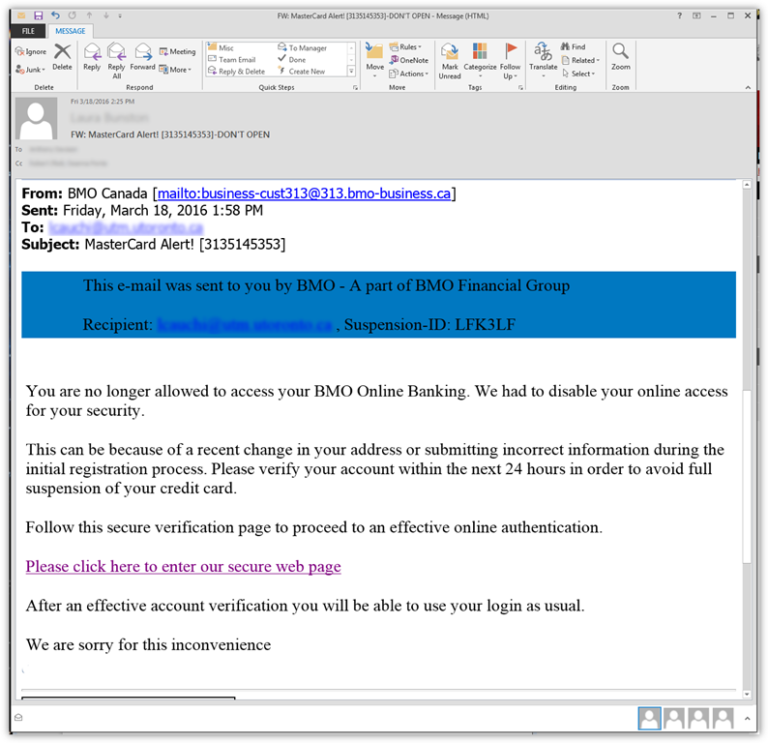 FW: MasterCard Alert! [3135145353]-DON'T OPEN - Message (HTML)
FILE MESSAGE
Ignore
Junk
Delete
Reply
Reply All
Forward
Meeting
More
Misc
Team Email
Reply & Delete
To Manager
Done
Create New
Move
Rules
OneNote
Actions
Mark Unread
Categorize
Follow Up
Translate
Find
Related
Select
Zoom
Delete Respond Quick Steps Move Tags Editing Zoom
Fri 3/18/2016 2:25 PM
FW: MasterCard Alert! [3135145353]-DON'T OPEN
To
Cc
From: BMO Canada [mailto:business-cust313@313.bmo-business.ca]
Sent: Friday, March 18, 2016 1:58 PM
To:
Subject: MasterCard Alert! [3135145353]
This e-mail was sent to you by BMO - A part of BMO Financial Group
Recipient: , Suspension-ID: LFK3LF
You are no longer allowed to access your BMO Online Banking. We had to disable your online access
for your security.
This can be because of a recent change in your address or submitting incorrect information during the
initial registration process. Please verify your account within the next 24 hours in order to avoid full
suspension of your credit card.
Follow this secure verification page to proceed to an effective online authentication.
Please click here to enter our secure web page
After an effective account verification you will be able to use your login as usual.
We are sorry for this inconvenience